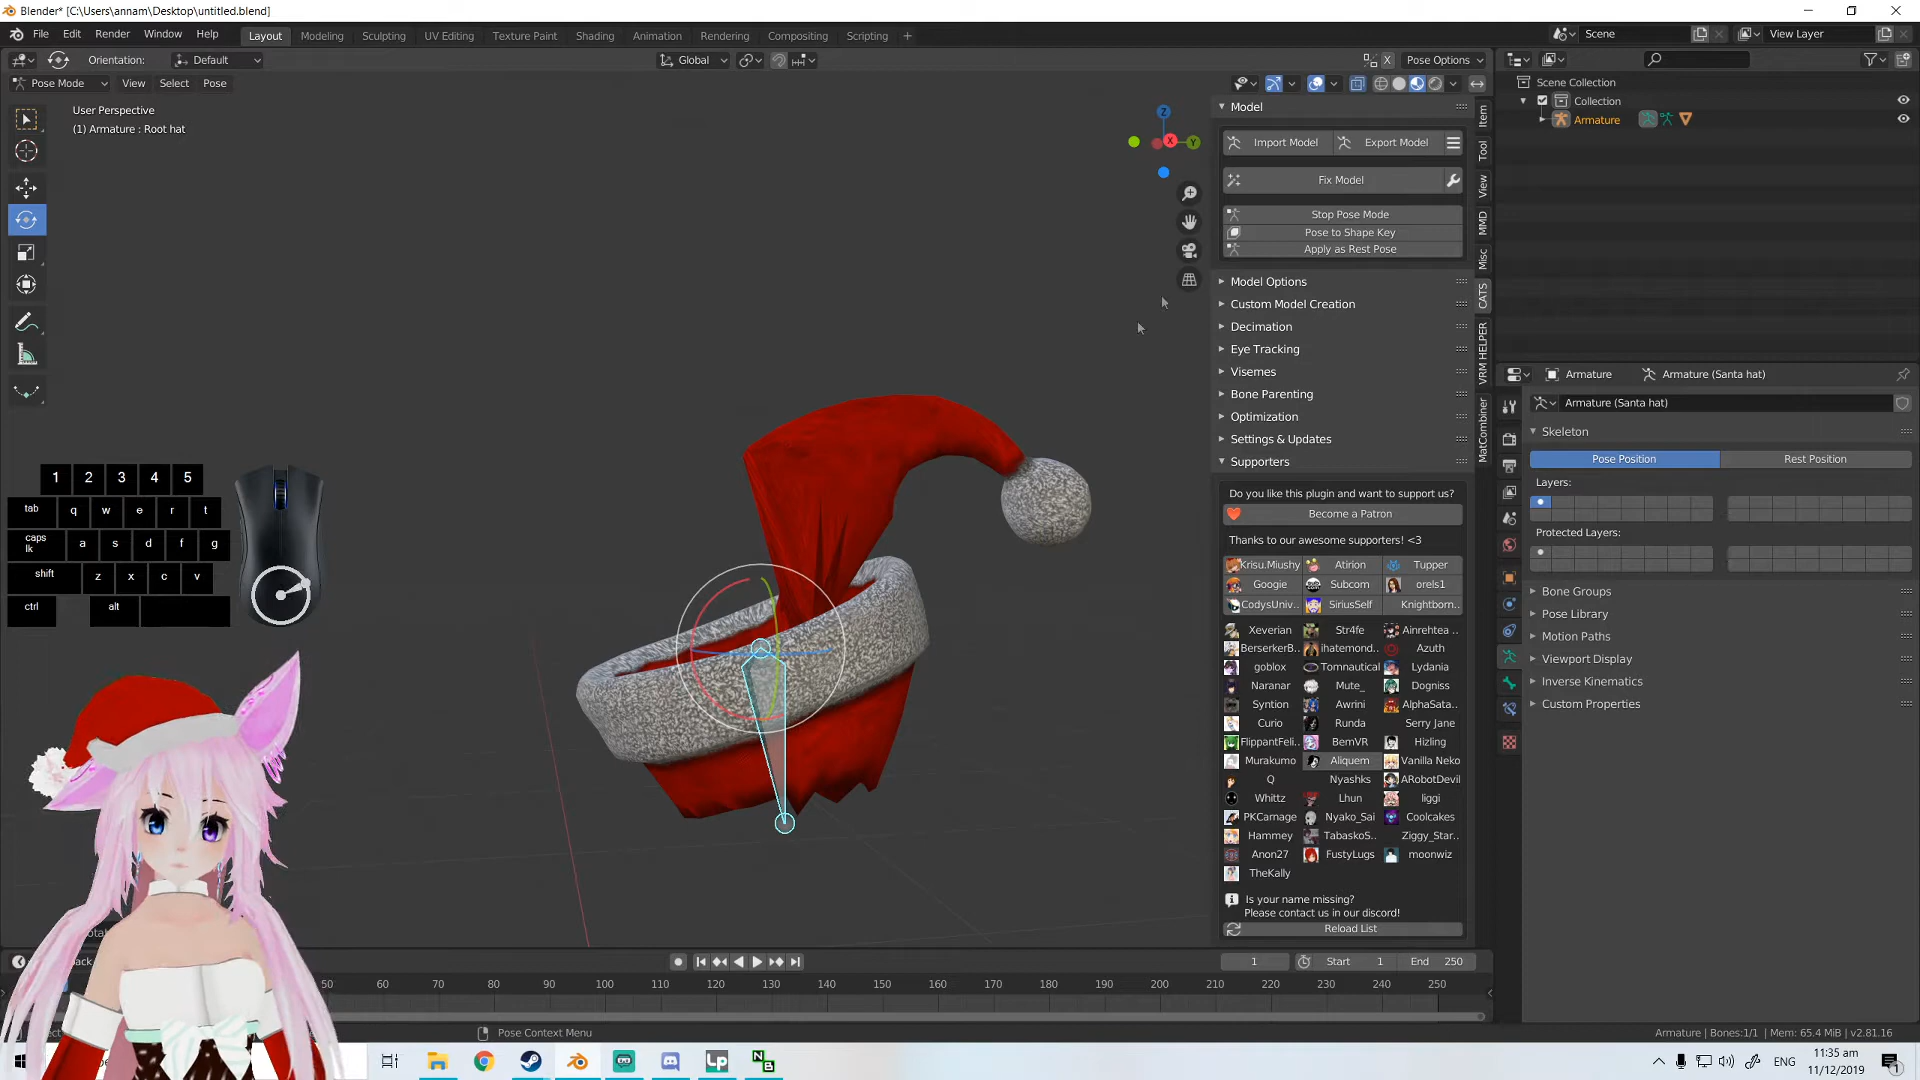 Blender* [C:\Users\annam\Desktop\untitled.blend]
File Edit Render Window Help Layout Modeling Sculpting UV Editing Texture Paint Shading Animation Rendering Compositing Scripting + Scene View Layer
Orientation: Default Global X Pose Options
Pose Mode View Select Pose
User Perspective
(1) Armature : Root hat
Z
X
Y
Model
Import Model Export Model
Fix Model
Stop Pose Mode
Pose to Shape Key
Apply as Rest Pose
Model Options
Custom Model Creation
Decimation
Eye Tracking
Visemes
Bone Parenting
Optimization
Settings & Updates
Supporters
Do you like this plugin and want to support us?
Become a Patron
Thanks to our awesome supporters! <3
Krisu.Miushy Atirion Tupper
Googie Subcom orels1
CodysUniv.. SiriusSelf Knightborn..
Xeverian Str4fe Ainrehtea ..
BerserkerB.. ihatemond.. Azuth
goblox Tomnautical Lydania
Naranar Mute_ Dogniss
Syntion Awrini AlphaSata..
Curio Runda Serry Jane
FlippantFeli.. BemVR Hizling
Murakumo Aliquem Vanilla Neko
Q Nyashks ARobotDevil
Whittz Lhun liggi
PKCarnage Nyako_Sai Coolcakes
Hammey TabaskoS.. Ziggy_Star..
Anon27 FustyLugs moonwiz
TheKally
Is your name missing?
Please contact us in our discord!
Reload List
Item
Tool
View
MMD
Misc
CATS
VRM HELPER
MatCombiner
Scene Collection
Collection
Armature
Armature Armature (Santa hat)
Armature (Santa hat)
Skeleton
Pose Position Rest Position
Layers:
Protected Layers:
Bone Groups
Pose Library
Motion Paths
Viewport Display
Inverse Kinematics
Custom Properties
1 2 3 4 5
tab q w e r t
caps lk a s d f g
shift z x c v
ctrl alt
1 Start 1 End 250
50 60 70 80 90 100 110 120 130 140 150 160 170 180 190 200 210 220 230 240 250
Pose Context Menu
Armature | Bones:1/1 | Mem: 65.4 MiB | v2.81.16
Lp
N
B
ENG
11:35 am
11/12/2019
1